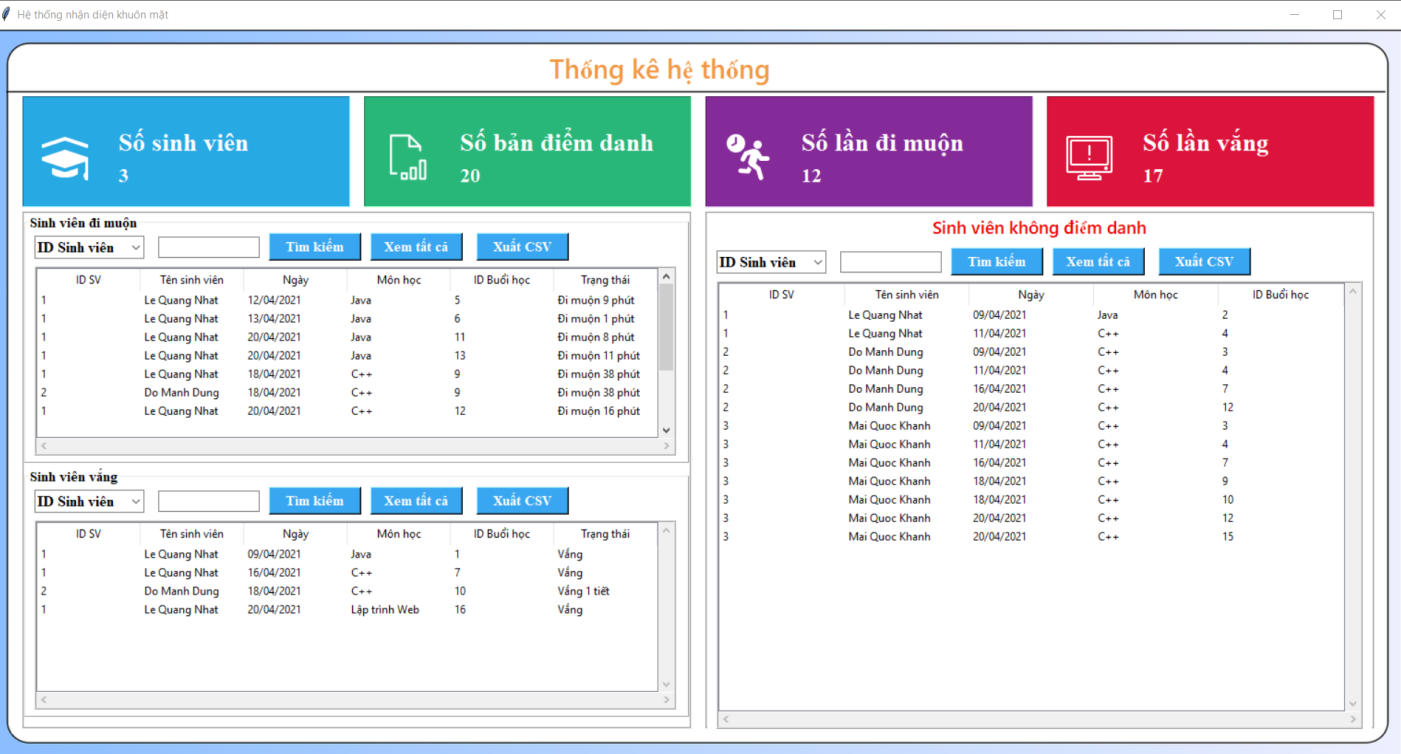 Hệ thống nhận diện khuôn mặt
Thống kê hệ thống
Số sinh viên
3
Số bản điểm danh
20
Số lần đi muộn
12
Số lần vắng
17
Sinh viên đi muộn
ID Sinh viên Tìm kiếm Xem tất cả Xuất CSV
ID SV Tên sinh viên Ngày Môn học ID Buổi học Trạng thái
1 Le Quang Nhat 12/04/2021 Java 5 Đi muộn 9 phút
1 Le Quang Nhat 13/04/2021 Java 6 Đi muộn 1 phút
1 Le Quang Nhat 20/04/2021 Java 11 Đi muộn 8 phút
1 Le Quang Nhat 20/04/2021 Java 13 Đi muộn 11 phút
1 Le Quang Nhat 18/04/2021 C++ 9 Đi muộn 38 phút
2 Do Manh Dung 18/04/2021 C++ 9 Đi muộn 38 phút
1 Le Quang Nhat 20/04/2021 C++ 12 Đi muộn 16 phút
Sinh viên vắng
ID Sinh viên Tìm kiếm Xem tất cả Xuất CSV
ID SV Tên sinh viên Ngày Môn học ID Buổi học Trạng thái
1 Le Quang Nhat 09/04/2021 Java 1 Vắng
1 Le Quang Nhat 16/04/2021 C++ 7 Vắng
2 Do Manh Dung 18/04/2021 C++ 10 Vắng 1 tiết
1 Le Quang Nhat 20/04/2021 Lập trình Web 16 Vắng
Sinh viên không điểm danh
ID Sinh viên Tìm kiếm Xem tất cả Xuất CSV
ID SV Tên sinh viên Ngày Môn học ID Buổi học
1 Le Quang Nhat 09/04/2021 Java 2
1 Le Quang Nhat 11/04/2021 C++ 4
2 Do Manh Dung 09/04/2021 C++ 3
2 Do Manh Dung 11/04/2021 C++ 4
2 Do Manh Dung 16/04/2021 C++ 7
2 Do Manh Dung 20/04/2021 C++ 12
3 Mai Quoc Khanh 09/04/2021 C++ 3
3 Mai Quoc Khanh 11/04/2021 C++ 4
3 Mai Quoc Khanh 16/04/2021 C++ 7
3 Mai Quoc Khanh 18/04/2021 C++ 9
3 Mai Quoc Khanh 18/04/2021 C++ 10
3 Mai Quoc Khanh 20/04/2021 C++ 12
3 Mai Quoc Khanh 20/04/2021 C++ 15